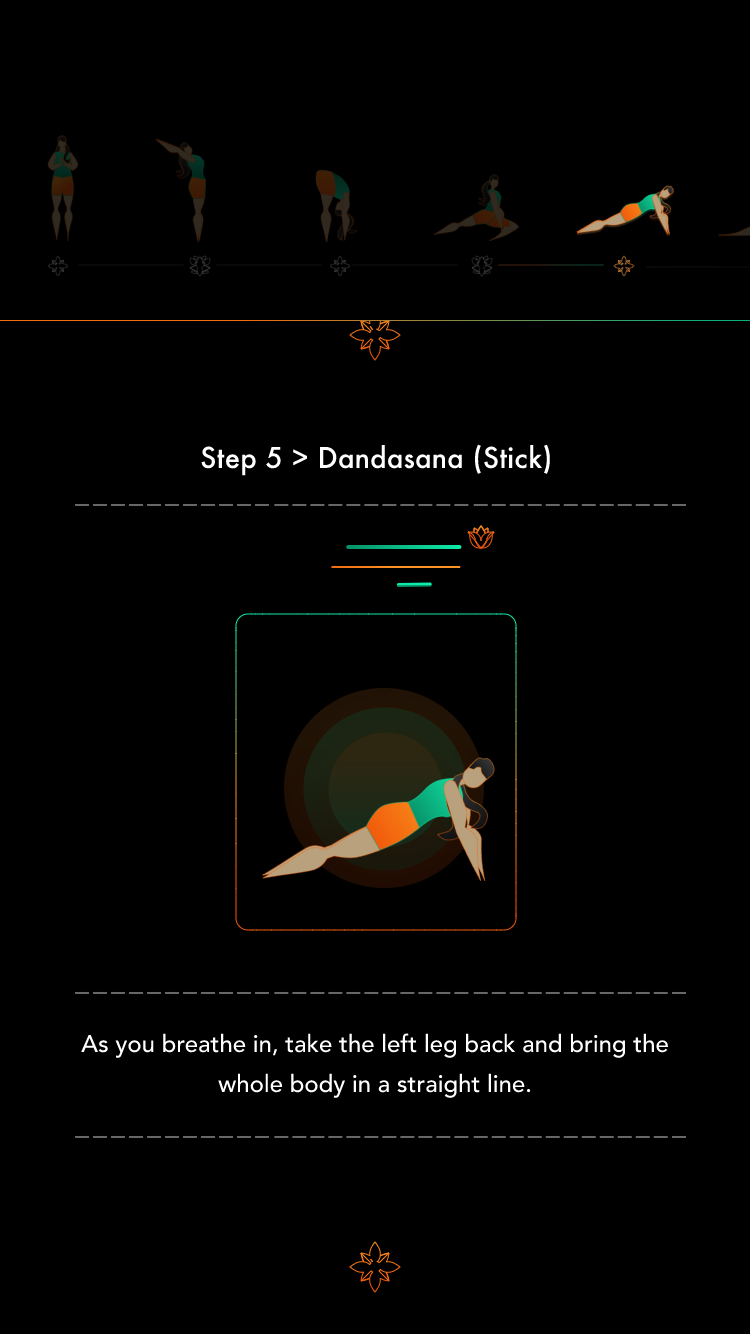 Step 5 > Dandasana (Stick)
As you breathe in, take the left leg back and bring the
whole body in a straight line.